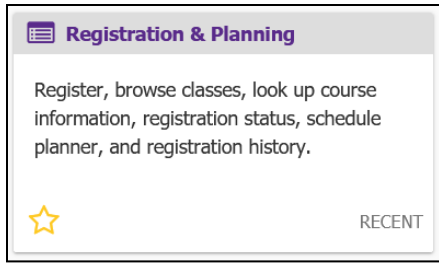 Registration & Planning
Register, browse classes, look up course
information, registration status, schedule
planner, and registration history.
RECENT